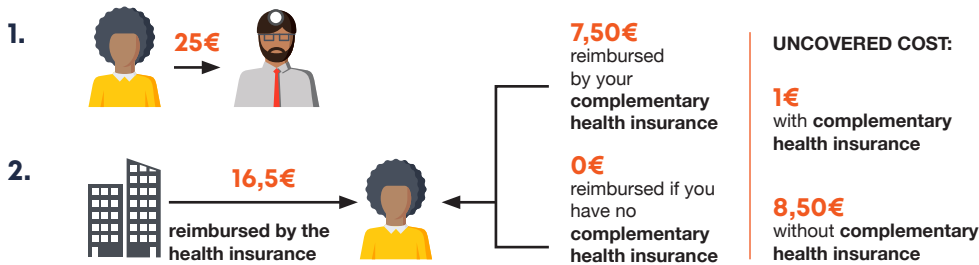 1.
25€
2.
16,5€
reimbursed by the
health insurance
7,50€
reimbursed
by your
complementary
health insurance
0€
reimbursed if you
have no
complementary
health insurance
UNCOVERED COST:
1€
with complementary
health insurance
8,50€
without complementary
health insurance